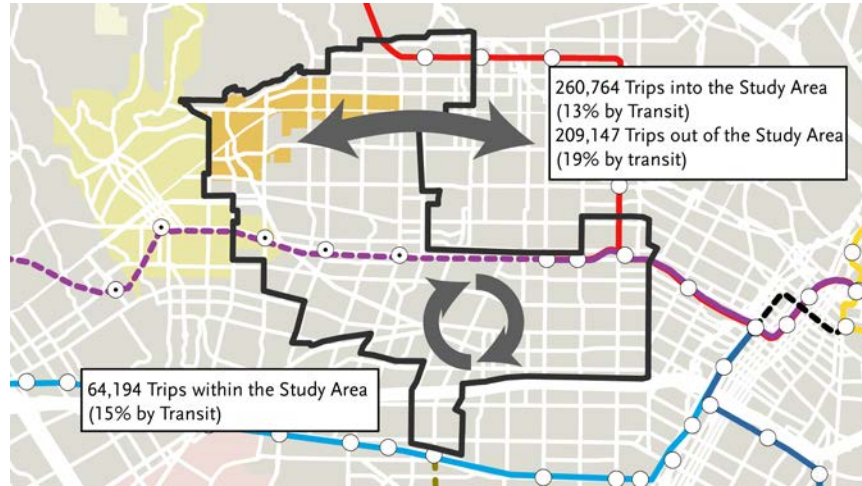 260,764 Trips into the Study Area
(13% by Transit)
209,147 Trips out of the Study Area
(19% by transit)
64,194 Trips within the Study Area
(15% by Transit)